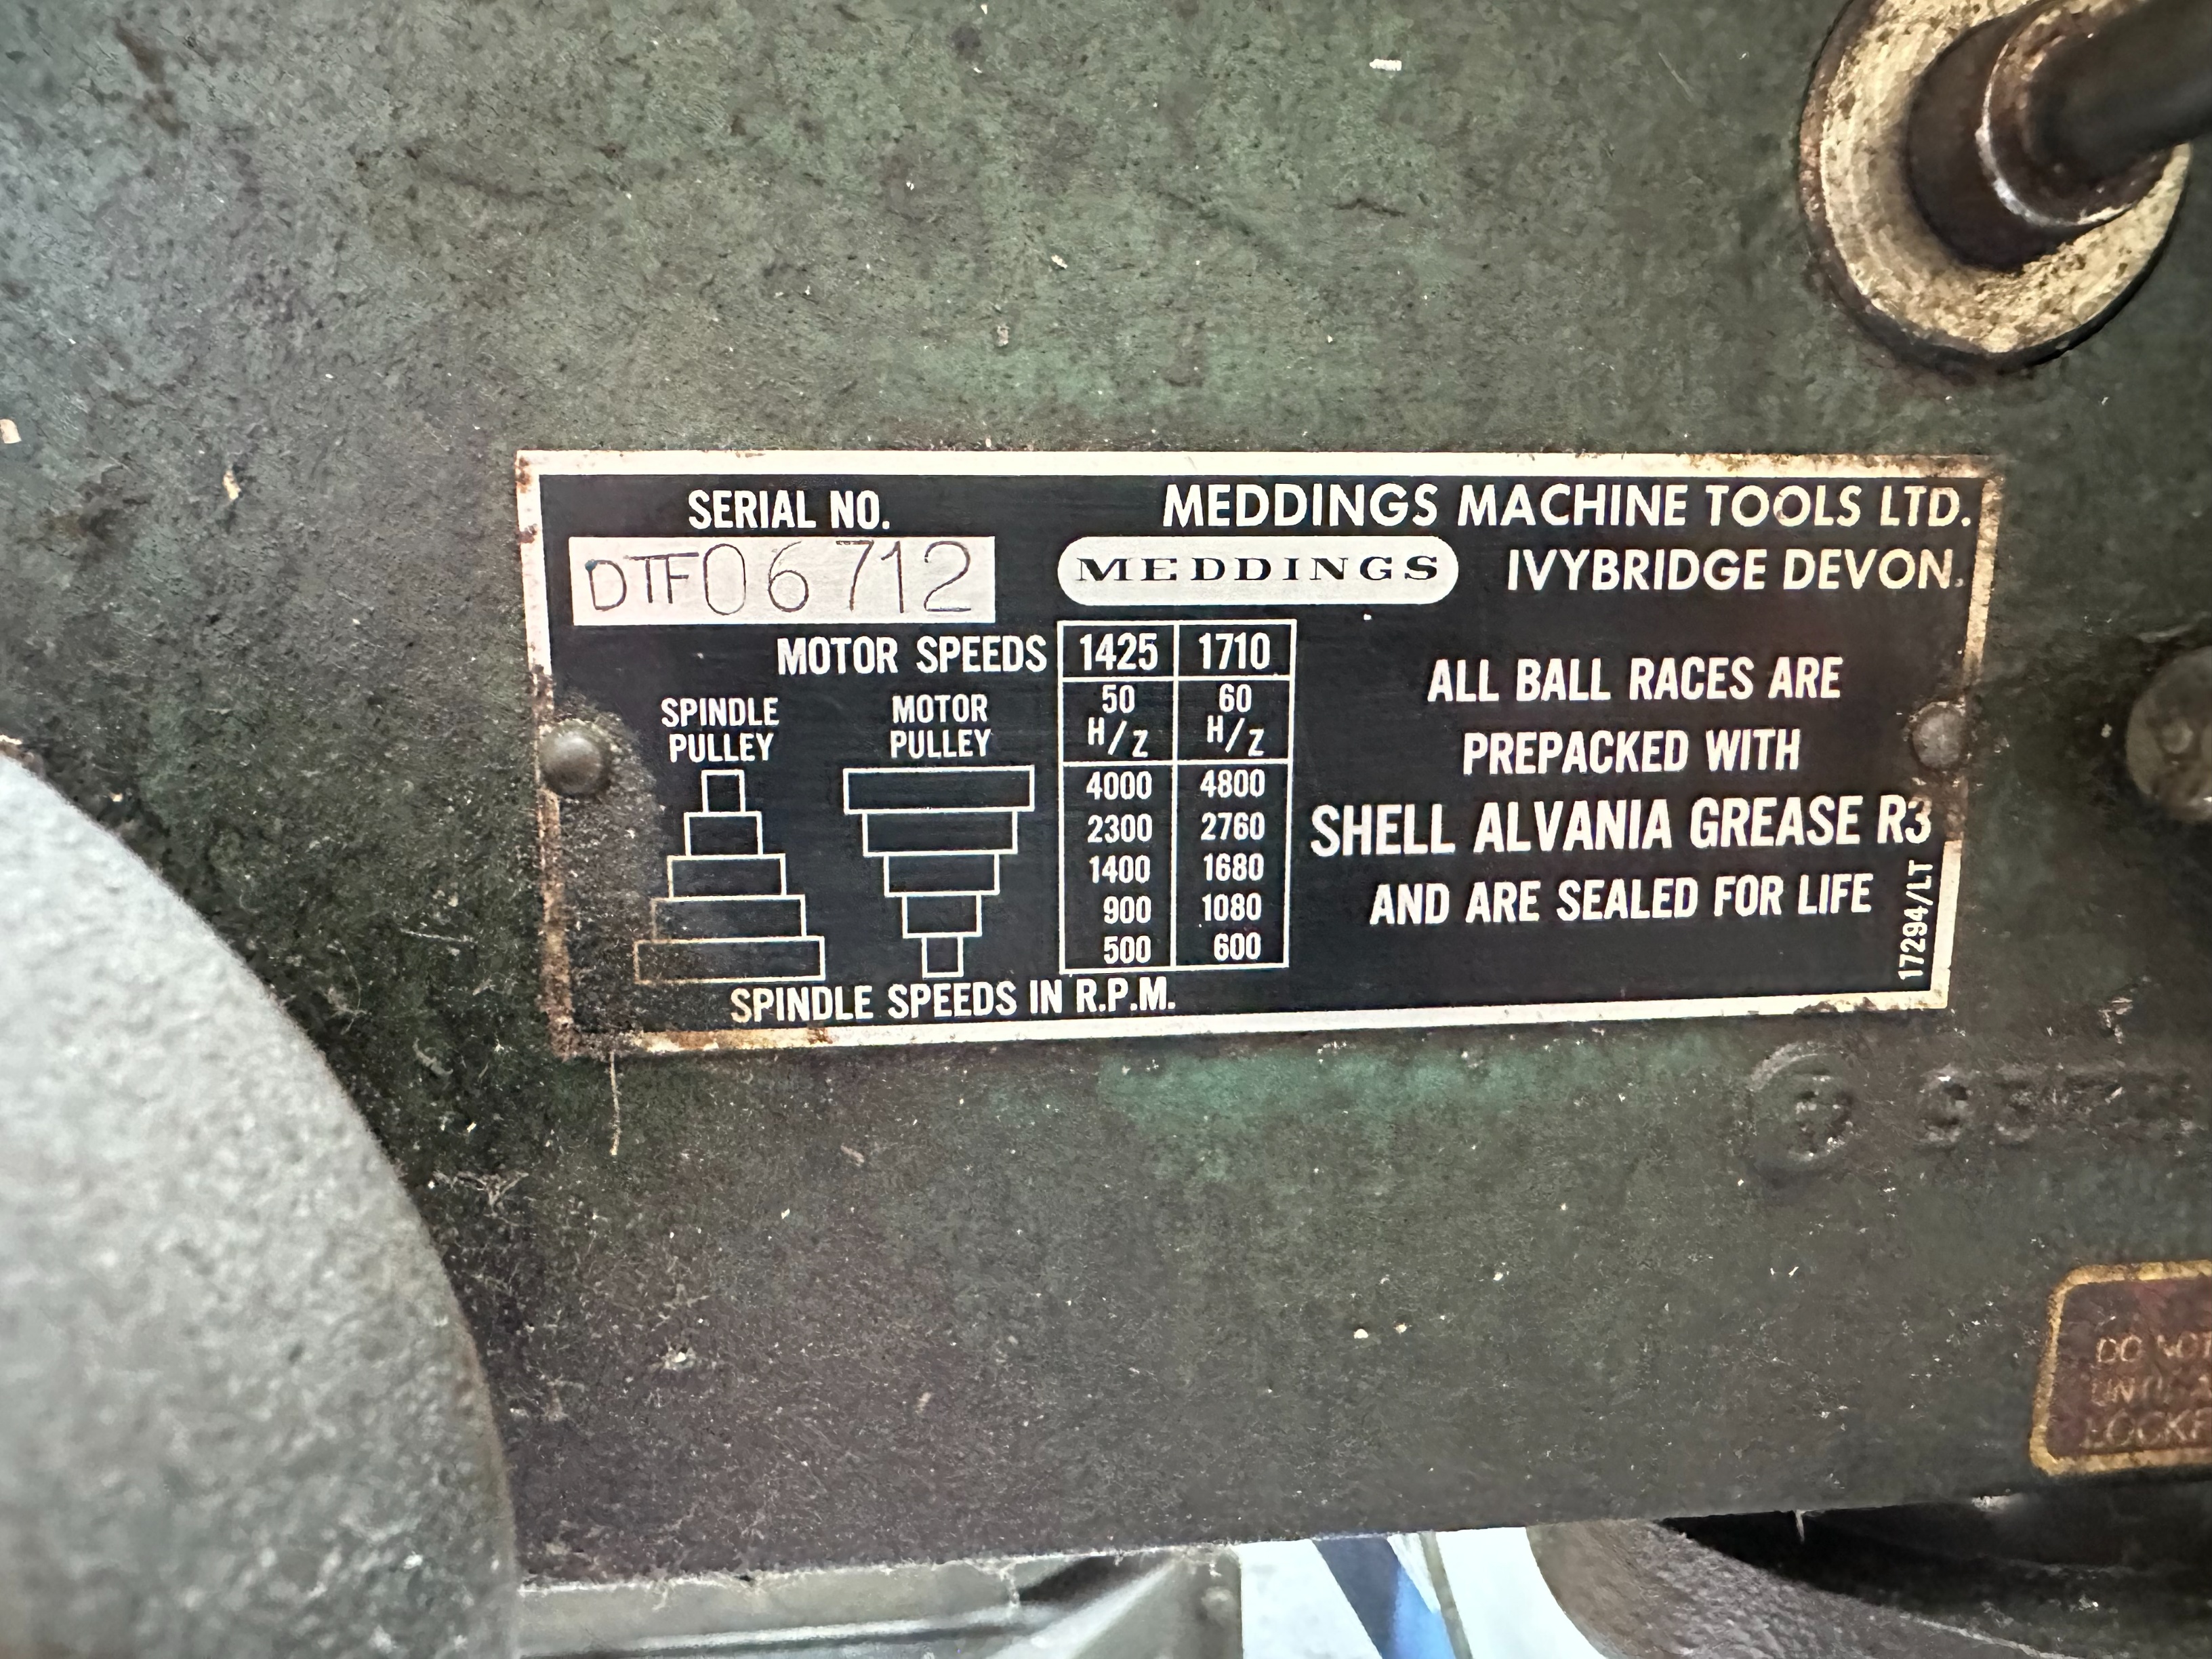 SERIAL NO.
DTF06712
MEDDINGS MACHINE TOOLS LTD.
MEDDINGS
IVYBRIDGE DEVON.
MOTOR SPEEDS 1425 1710
SPINDLE PULLEY
MOTOR PULLEY
50 H/z 60 H/z
4000 4800
2300 2760
1400 1680
900 1080
500 600
SPINDLE SPEEDS IN R.P.M.
ALL BALL RACES ARE
PREPACKED WITH
SHELL ALVANIA GREASE R3
AND ARE SEALED FOR LIFE
17294/LT
DO NOT